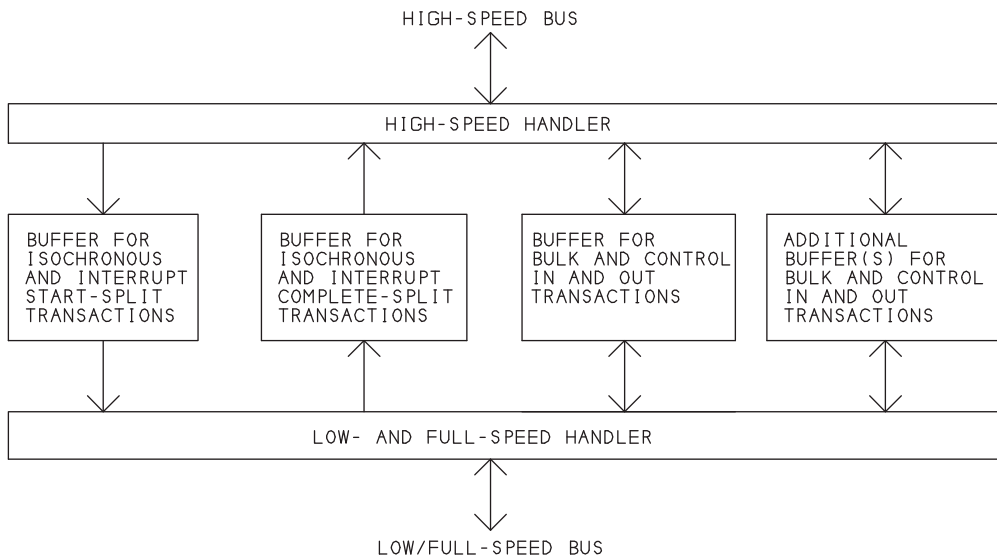 HIGH-SPEED BUS
HIGH-SPEED HANDLER
BUFFER FOR
ISOCHRONOUS
AND INTERRUPT
START-SPLIT
TRANSACTIONS
BUFFER FOR
ISOCHRONOUS
AND INTERRUPT
COMPLETE-SPLIT
TRANSACTIONS
BUFFER FOR
BULK AND CONTROL
IN AND OUT
TRANSACTIONS
ADDITIONAL
BUFFER(S) FOR
BULK AND CONTROL
IN AND OUT
TRANSACTIONS
LOW- AND FULL-SPEED HANDLER
LOW/FULL-SPEED BUS